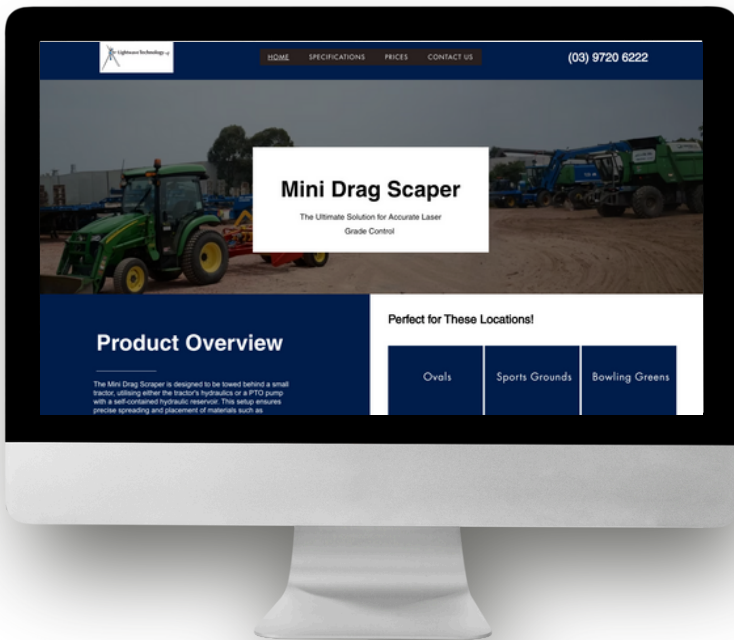 Lightwave Technology
HOME SPECIFICATIONS PRICES CONTACT US
(03) 9720 6222
Mini Drag Scaper
The Ultimate Solution for Accurate Laser
Grade Control
Product Overview
The Mini Drag Scraper is designed to be towed behind a small
tractor, utilising either the tractor's hydraulics or a PTO pump
with a self-contained hydraulic reservoir. This setup ensures
precise spreading and placement of materials such as
Perfect for These Locations!
Ovals
Sports Grounds
Bowling Greens